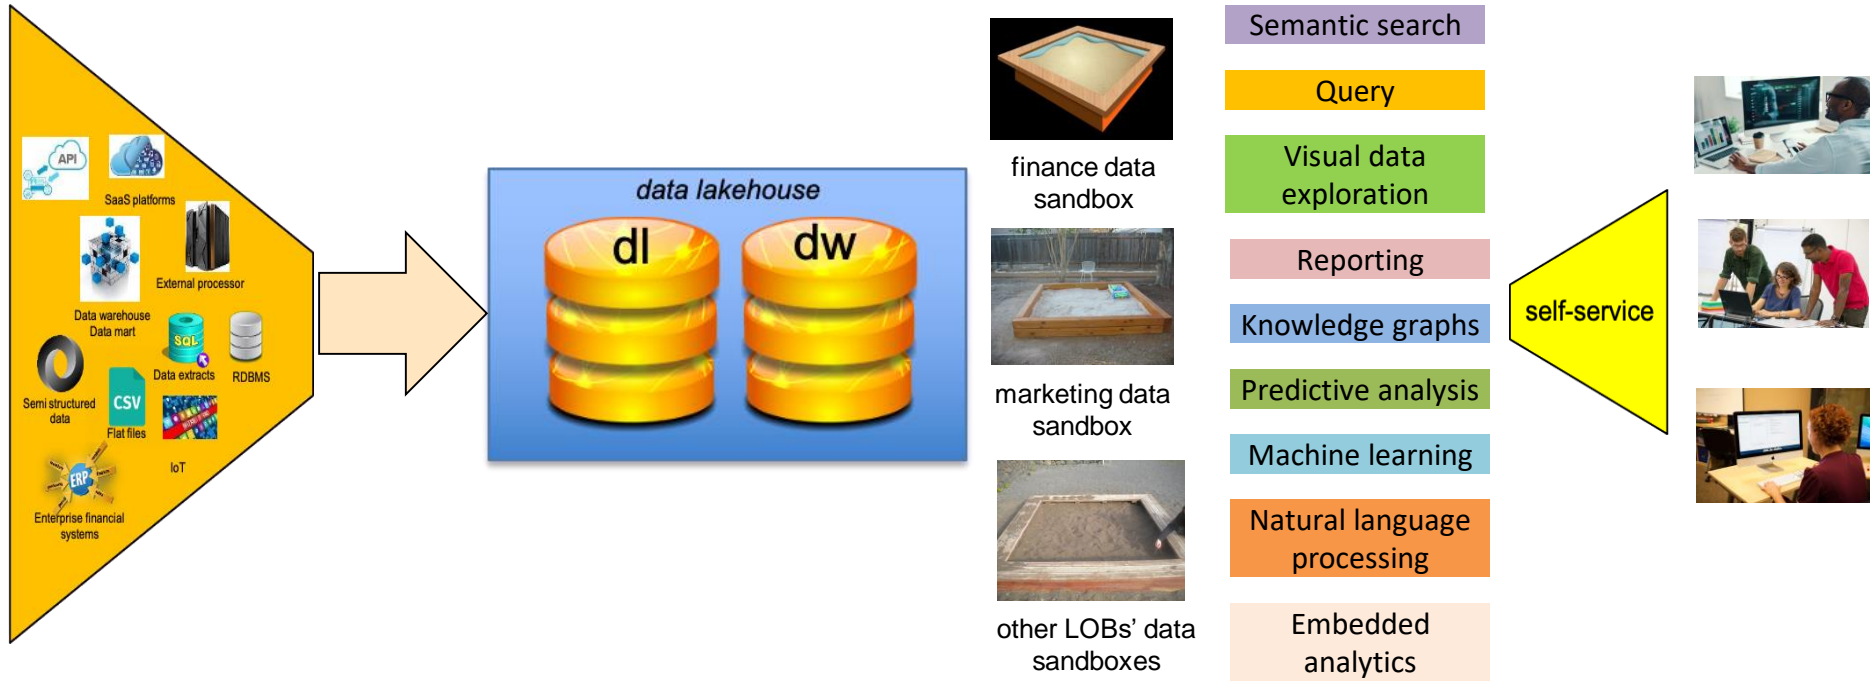 API
SaaS platforms
External processor
Data warehouse
Data mart
SQL
Data extracts
RDBMS
Semi structured
data
CSV
Flat files
IoT
ERP
Enterprise financial
systems
data lakehouse
dl
dw
finance data
sandbox
marketing data
sandbox
other LOBs’ data
sandboxes
Semantic search
Query
Visual data
exploration
Reporting
Knowledge graphs
Predictive analysis
Machine learning
Natural language
processing
Embedded
analytics
self-service